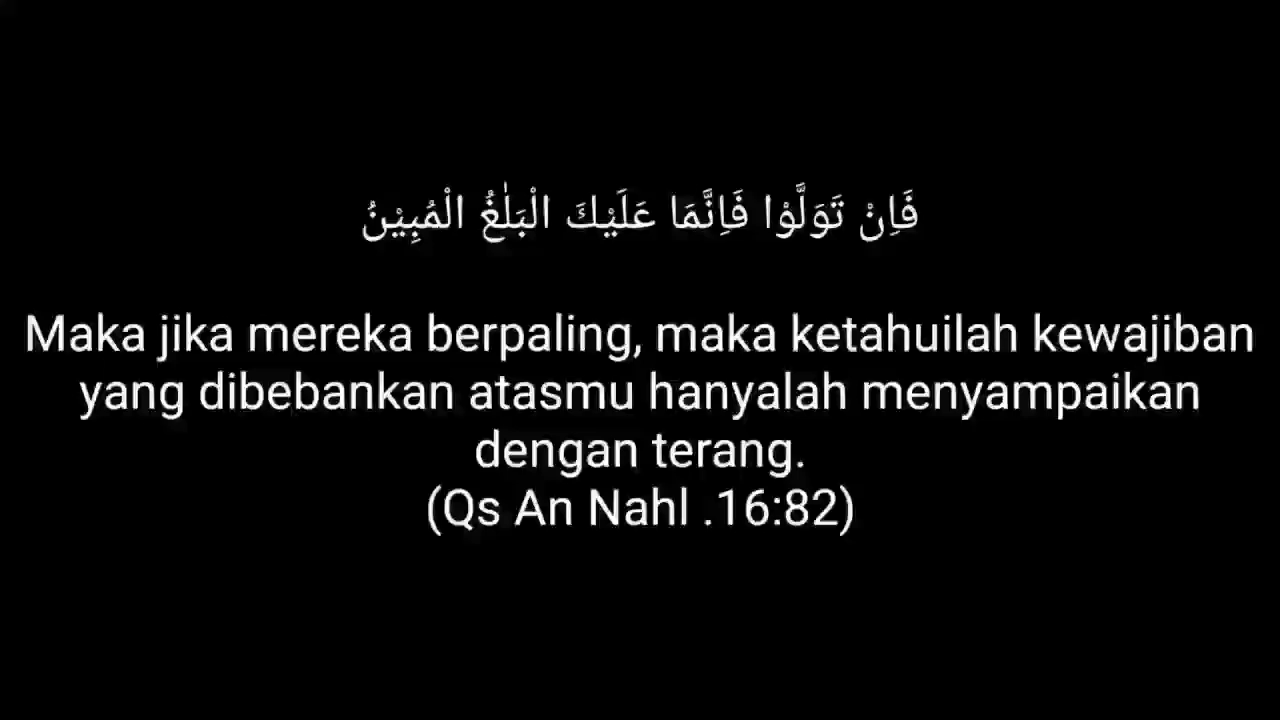 فَاِنْ تَوَلَّوْا فَاِنَّمَا عَلَيْكَ الْبَلٰغُ الْمُبِيْنُ
Maka jika mereka berpaling, maka ketahuilah kewajiban
yang dibebankan atasmu hanyalah menyampaikan
dengan terang.
(Qs An Nahl .16:82)